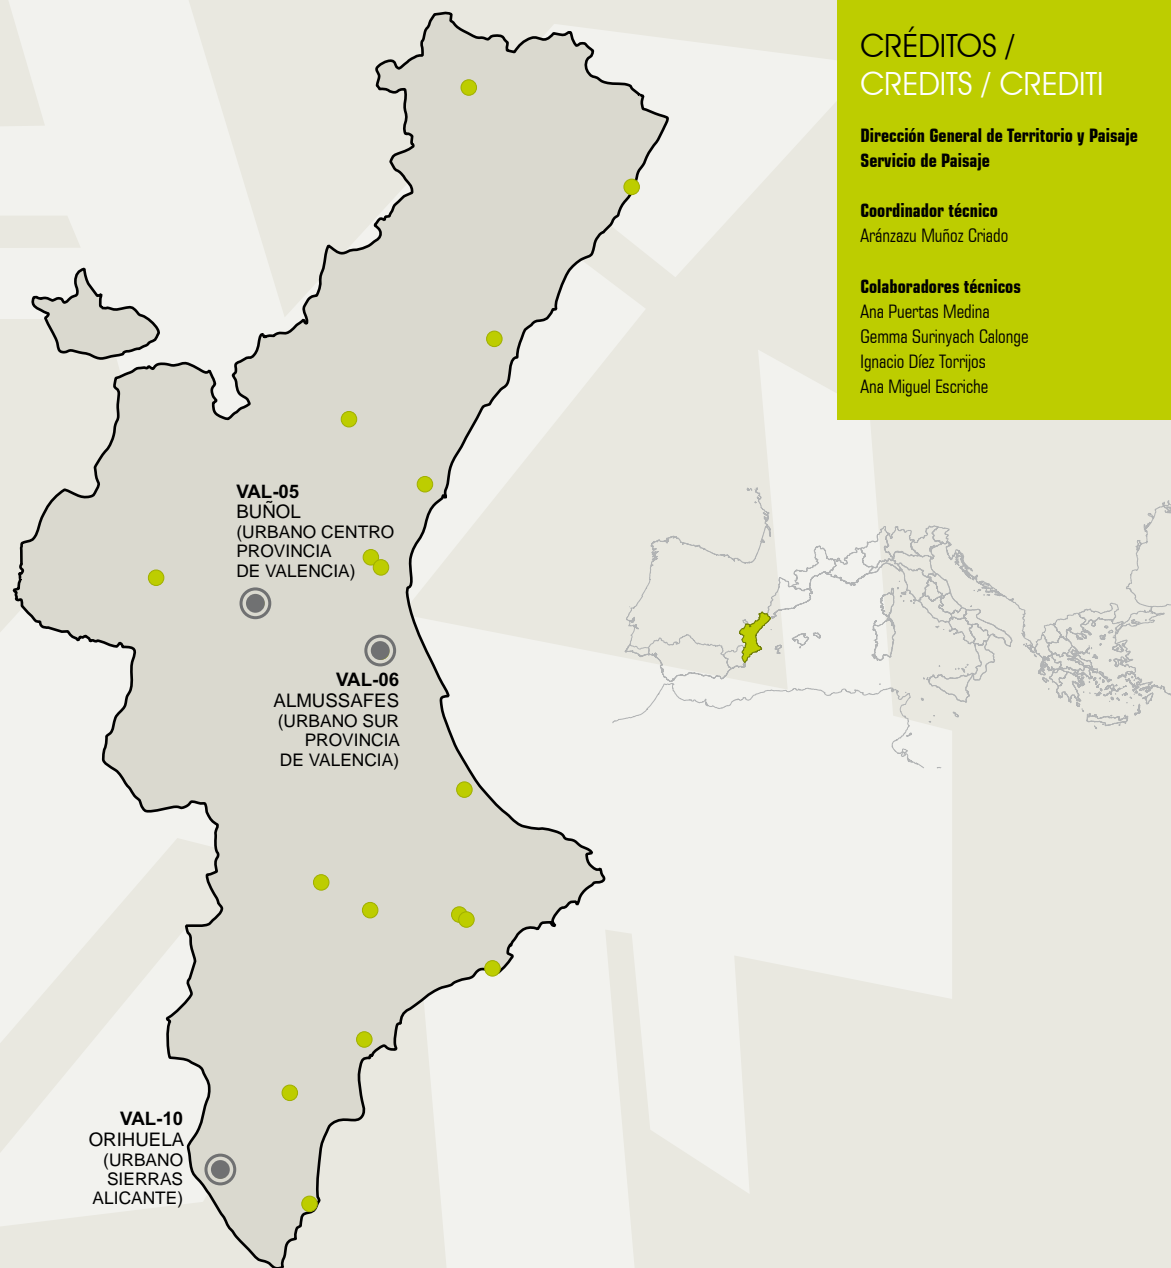 CRÉDITOS /
CREDITS / CREDITI
Dirección General de Territorio y Paisaje
Servicio de Paisaje
Coordinador técnico
Aránzazu Muñoz Criado
Colaboradores técnicos
Ana Puertas Medina
Gemma Surinyach Calonge
Ignacio Díez Torrijos
Ana Miguel Escriche
VAL-05
BUÑOL
(URBANO CENTRO
PROVINCIA
DE VALENCIA)
VAL-06
ALMUSSAFES
(URBANO SUR
PROVINCIA
DE VALENCIA)
VAL-10
ORIHUELA
(URBANO
SIERRAS
ALICANTE)